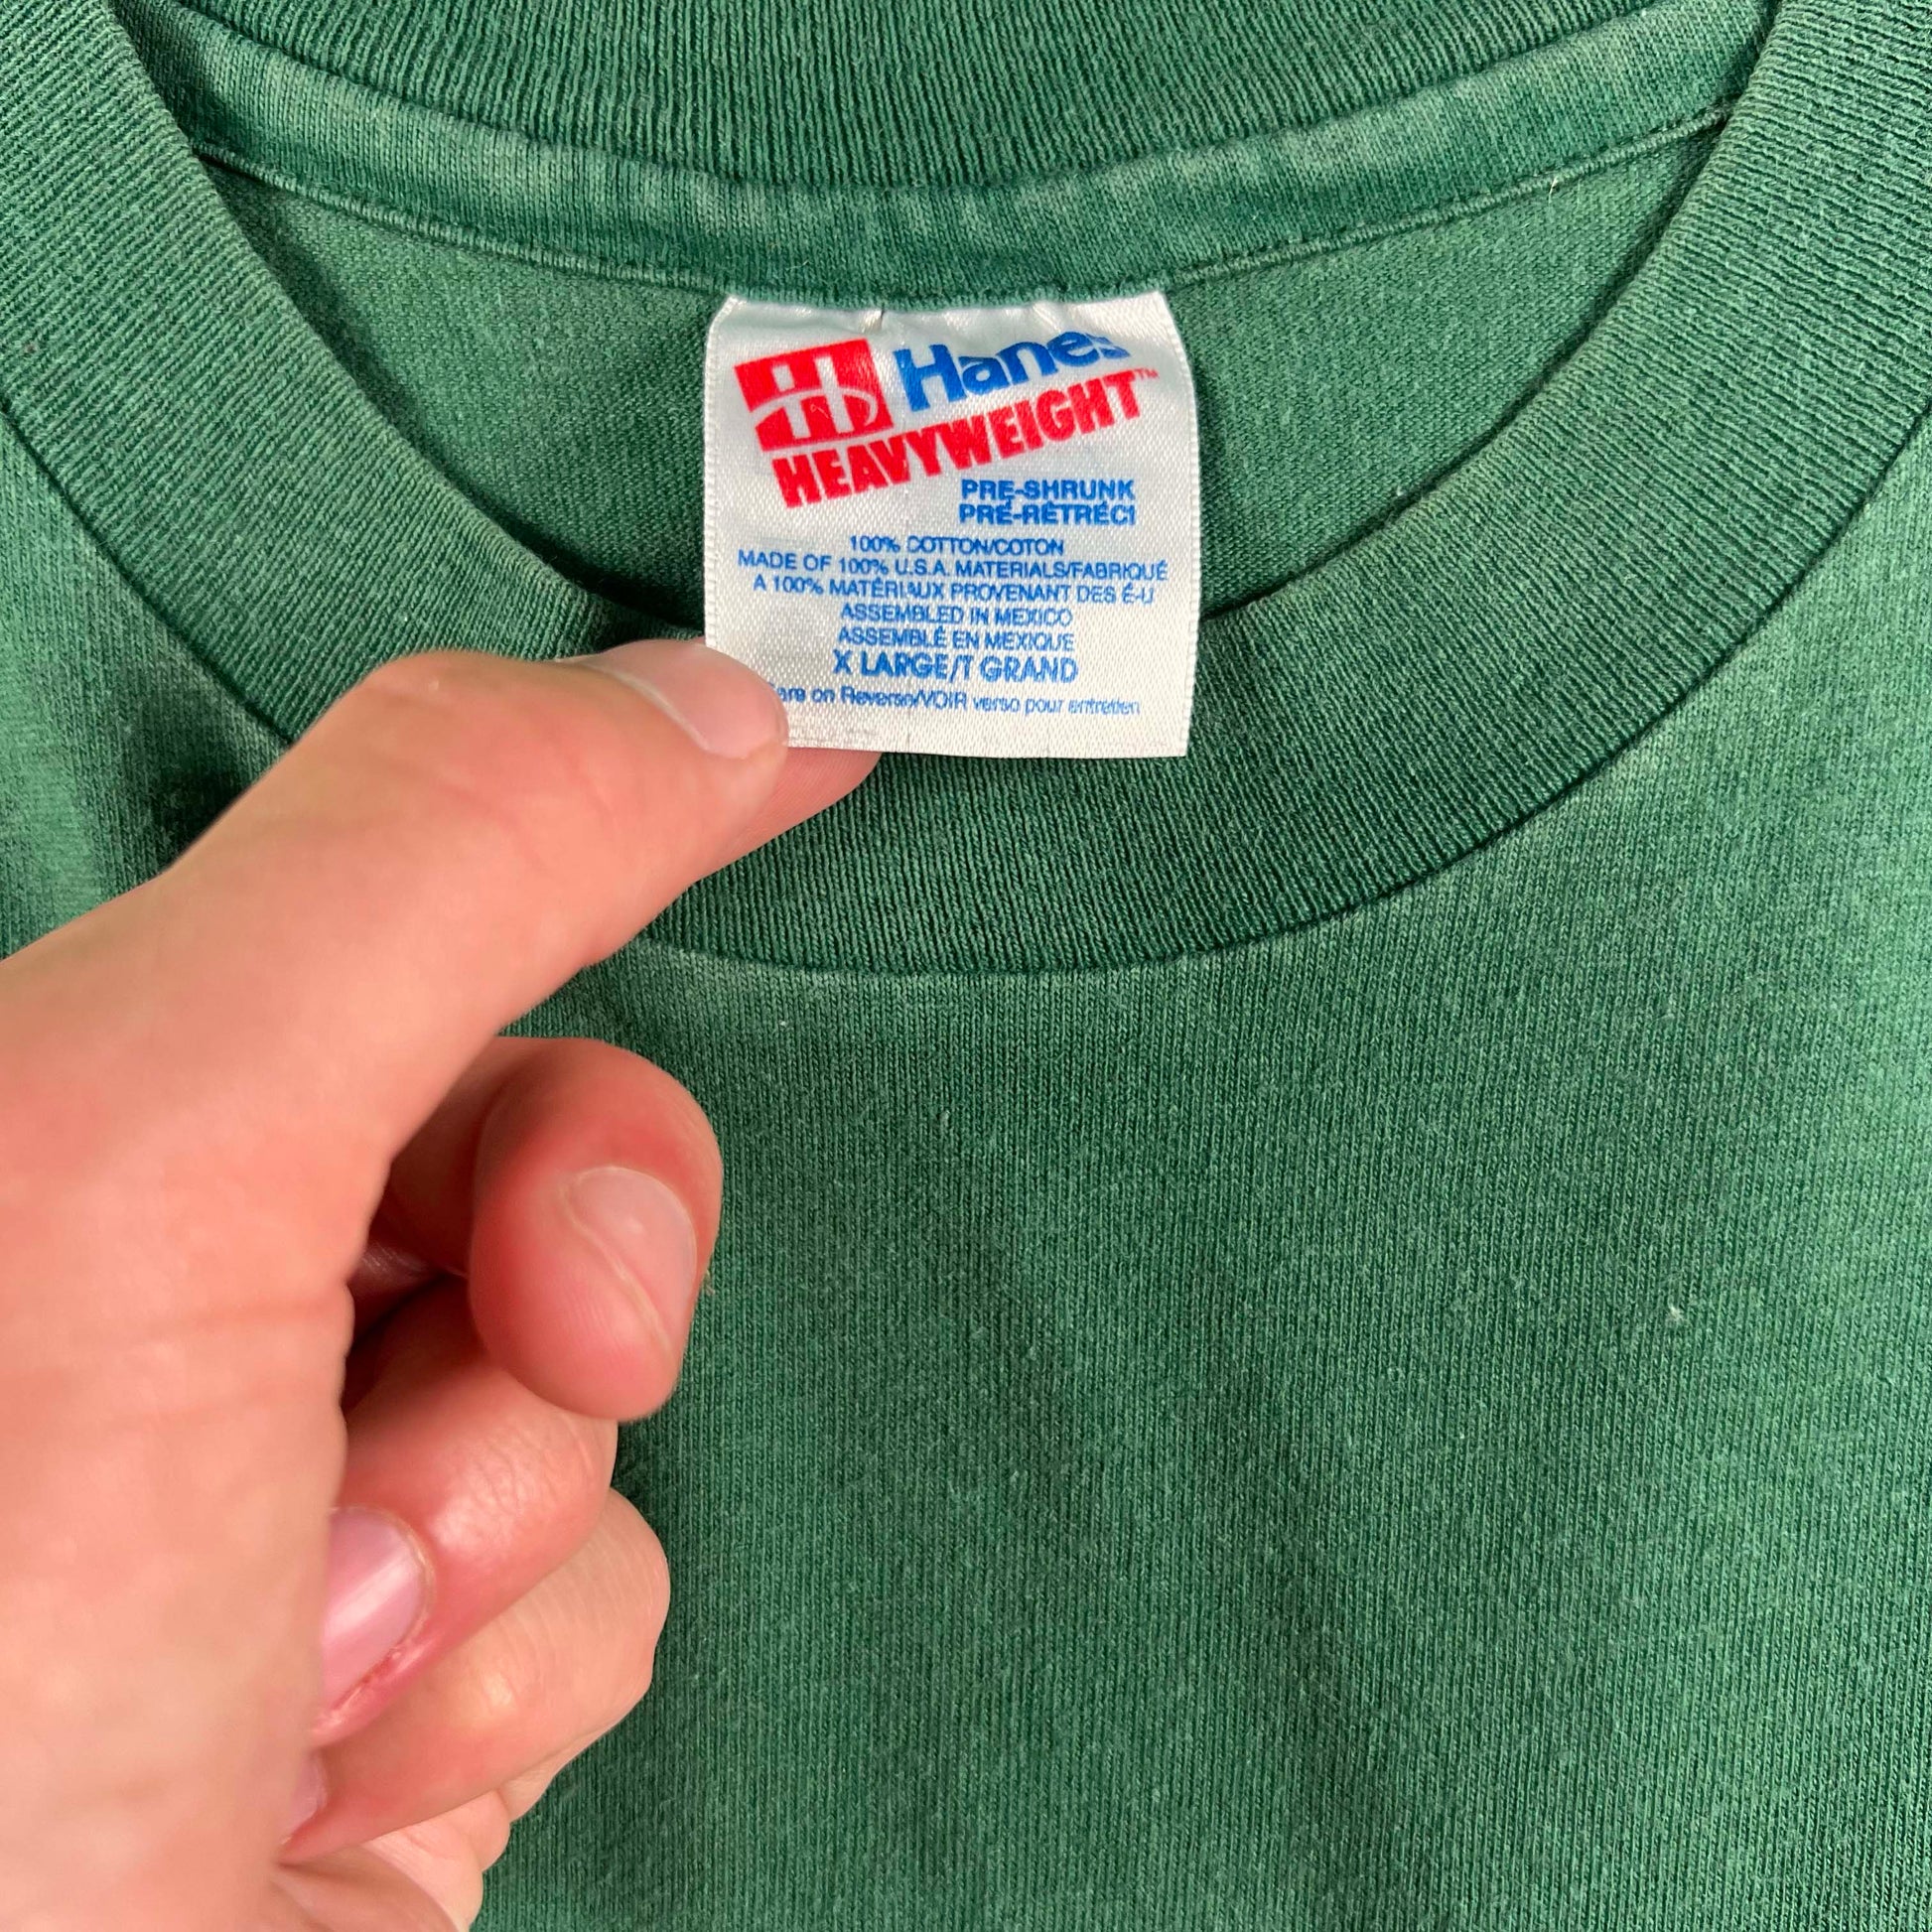 Hanes
HEAVYWEIGHT™
PRE-SHRUNK
PRÉ-RÉTRÉCI
100% COTTON/COTON
MADE OF 100% U.S.A. MATERIALS/FABRIQUÉ
A 100% MATÉRIAUX PROVENANT DES É-U
ASSEMBLED IN MEXICO
ASSEMBLÉ EN MEXIQUE
X LARGE/T GRAND
on Reverse/VOIR verso pour entretien